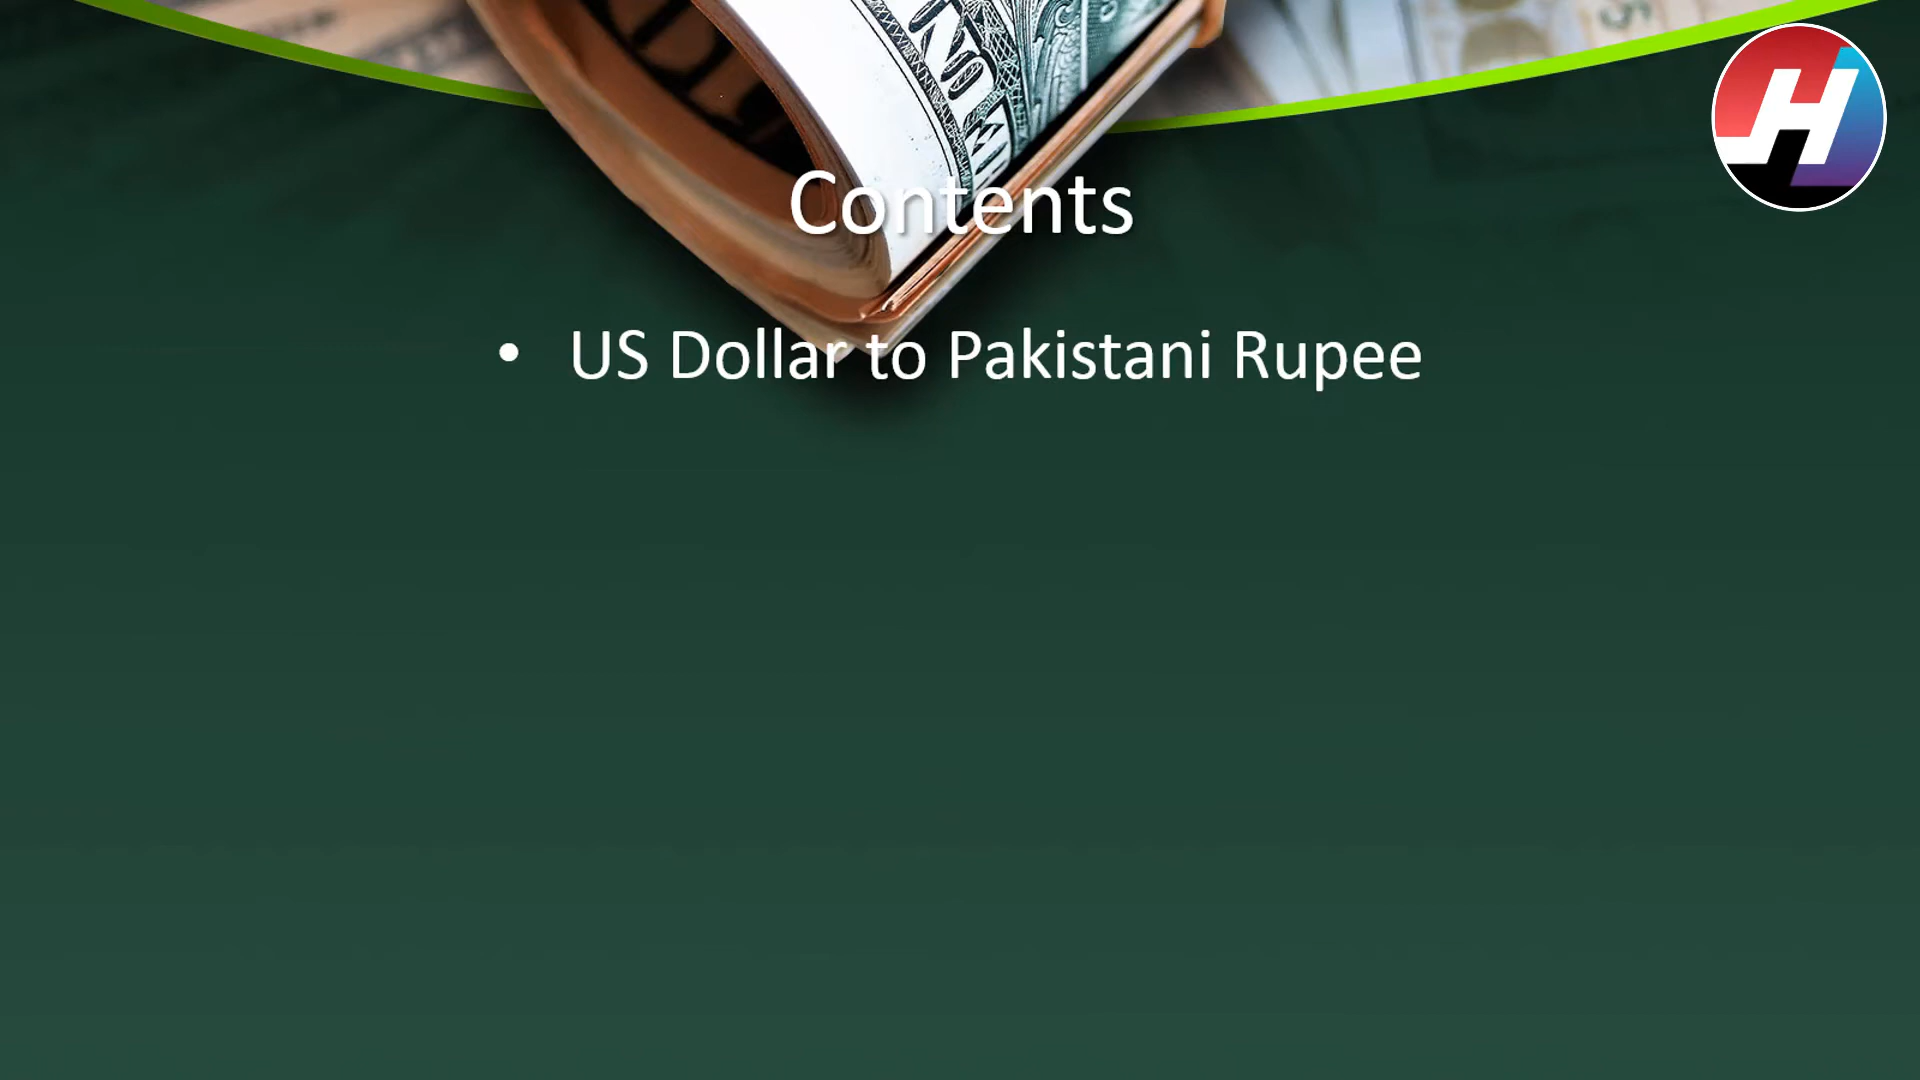 Contents
• US Dollar to Pakistani Rupee